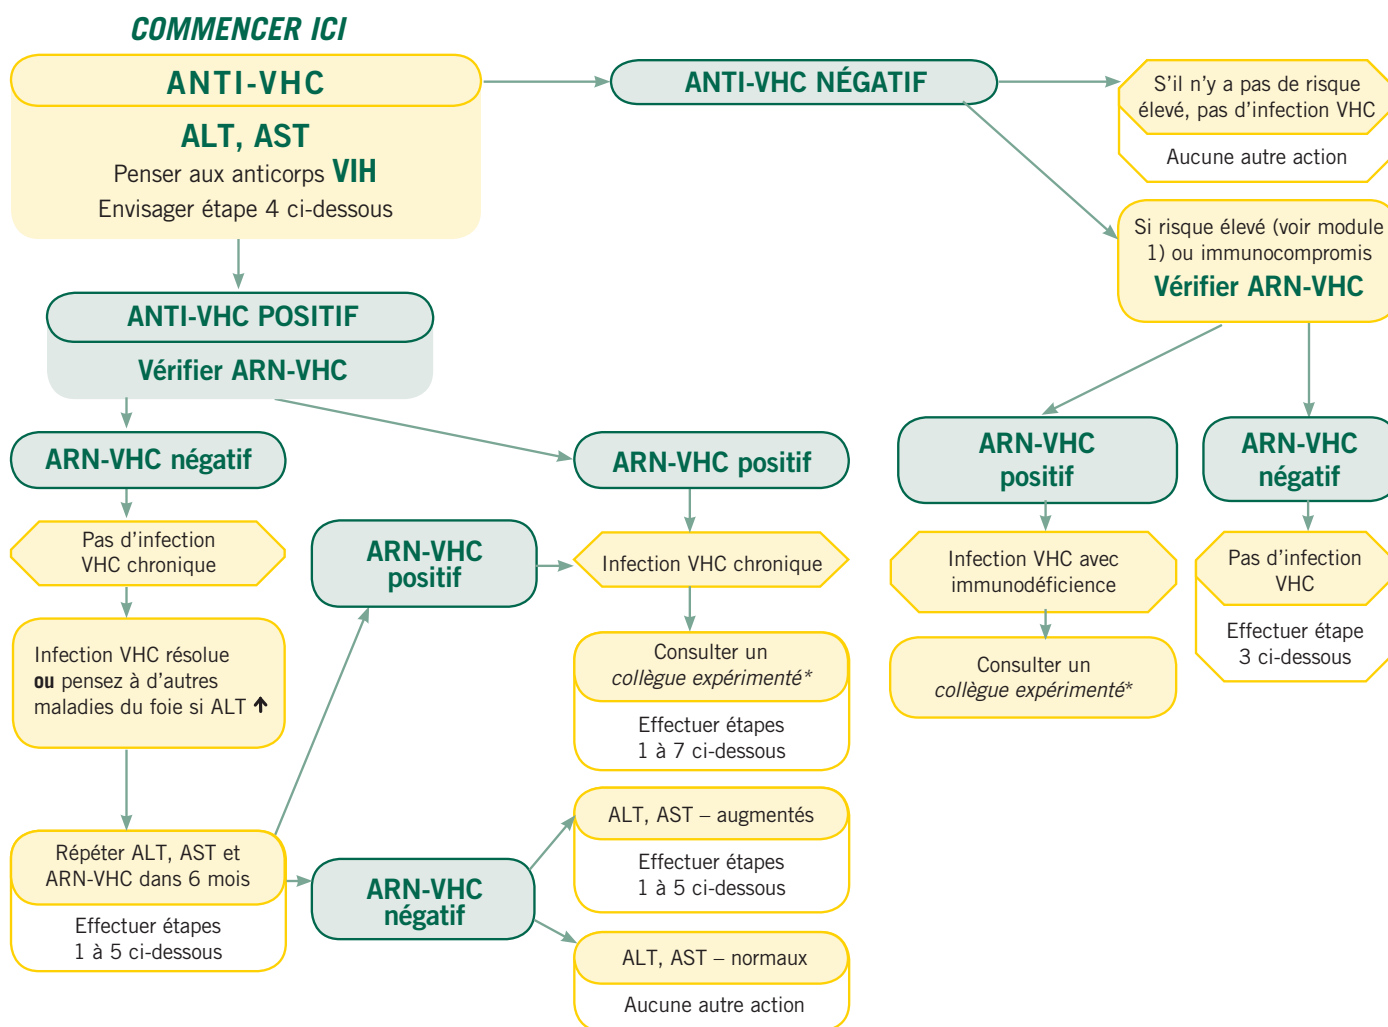 COMMENCER ICI
ANTI-VHC
ALT, AST
Penser aux anticorps VIH
Envisager étape 4 ci-dessous
ANTI-VHC NÉGATIF
S'il n'y a pas de risque
élevé, pas d'infection VHC
Aucune autre action
Si risque élevé (voir module
1) ou immunocompromis
Vérifier ARN-VHC
ANTI-VHC POSITIF
Vérifier ARN-VHC
ARN-VHC négatif
ARN-VHC positif
ARN-VHC
positif
ARN-VHC
négatif
Pas d'infection
VHC chronique
ARN-VHC
positif
Infection VHC chronique
Infection VHC avec
immunodéficience
Pas d'infection
VHC
Effectuer étape
3 ci-dessous
Infection VHC résolue
ou pensez à d'autres
maladies du foie si ALT ↑
Consulter un
collègue expérimenté*
Effectuer étapes
1 à 7 ci-dessous
Consulter un
collègue expérimenté*
Répéter ALT, AST et
ARN-VHC dans 6 mois
Effectuer étapes
1 à 5 ci-dessous
ARN-VHC
négatif
ALT, AST – augmentés
Effectuer étapes
1 à 5 ci-dessous
ALT, AST – normaux
Aucune autre action